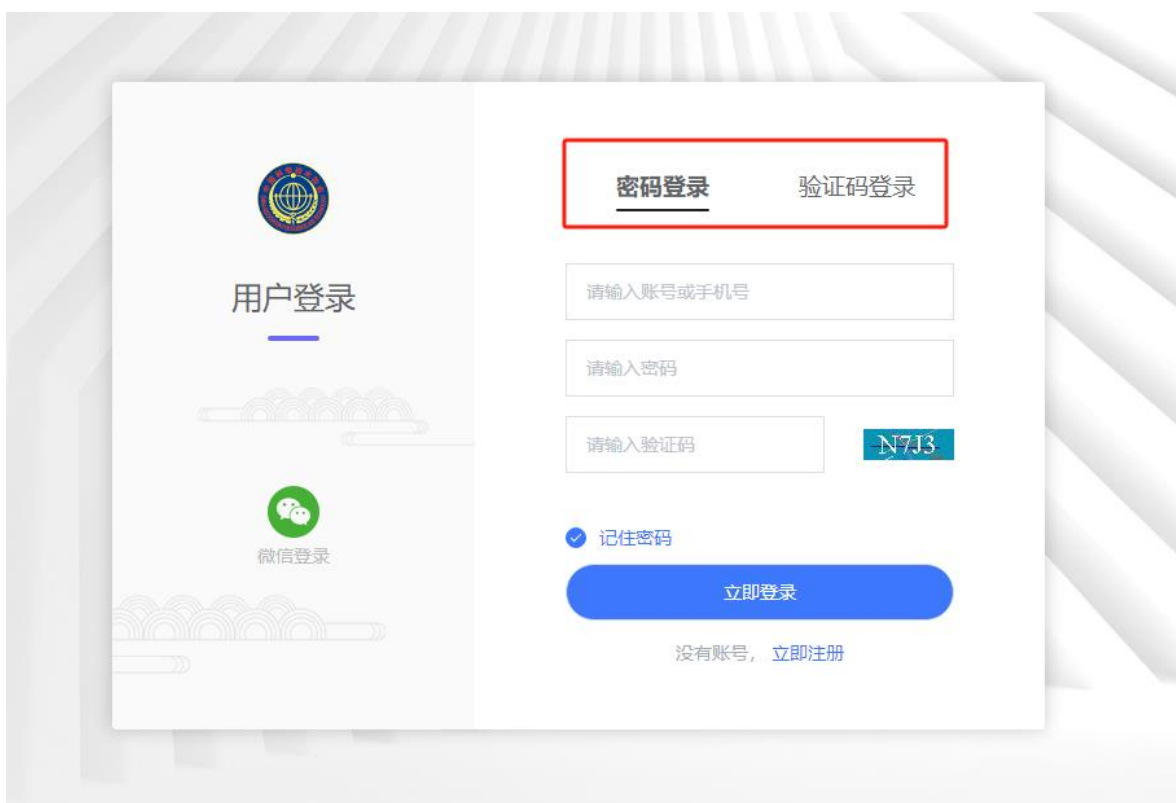 用户登录
微信登录
密码登录 验证码登录
请输入账号或手机号
请输入密码
请输入验证码 N7J3
记住密码
立即登录
没有账号，立即注册